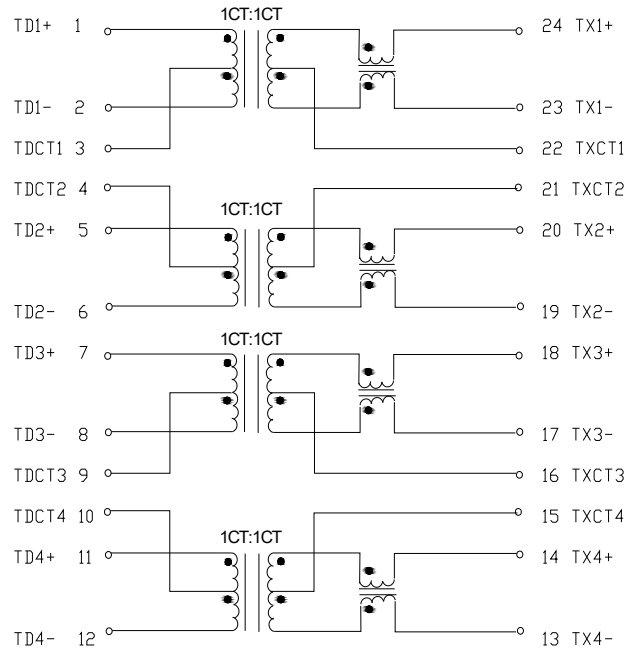 1CT:1CT
TD1+ 1 24 TX1+
TD1- 2 23 TX1-
TDCT1 3 22 TXCT1
TDCT2 4 21 TXCT2
1CT:1CT
TD2+ 5 20 TX2+
TD2- 6 19 TX2-
1CT:1CT
TD3+ 7 18 TX3+
TD3- 8 17 TX3-
TDCT3 9 16 TXCT3
TDCT4 10 15 TXCT4
1CT:1CT
TD4+ 11 14 TX4+
TD4- 12 13 TX4-